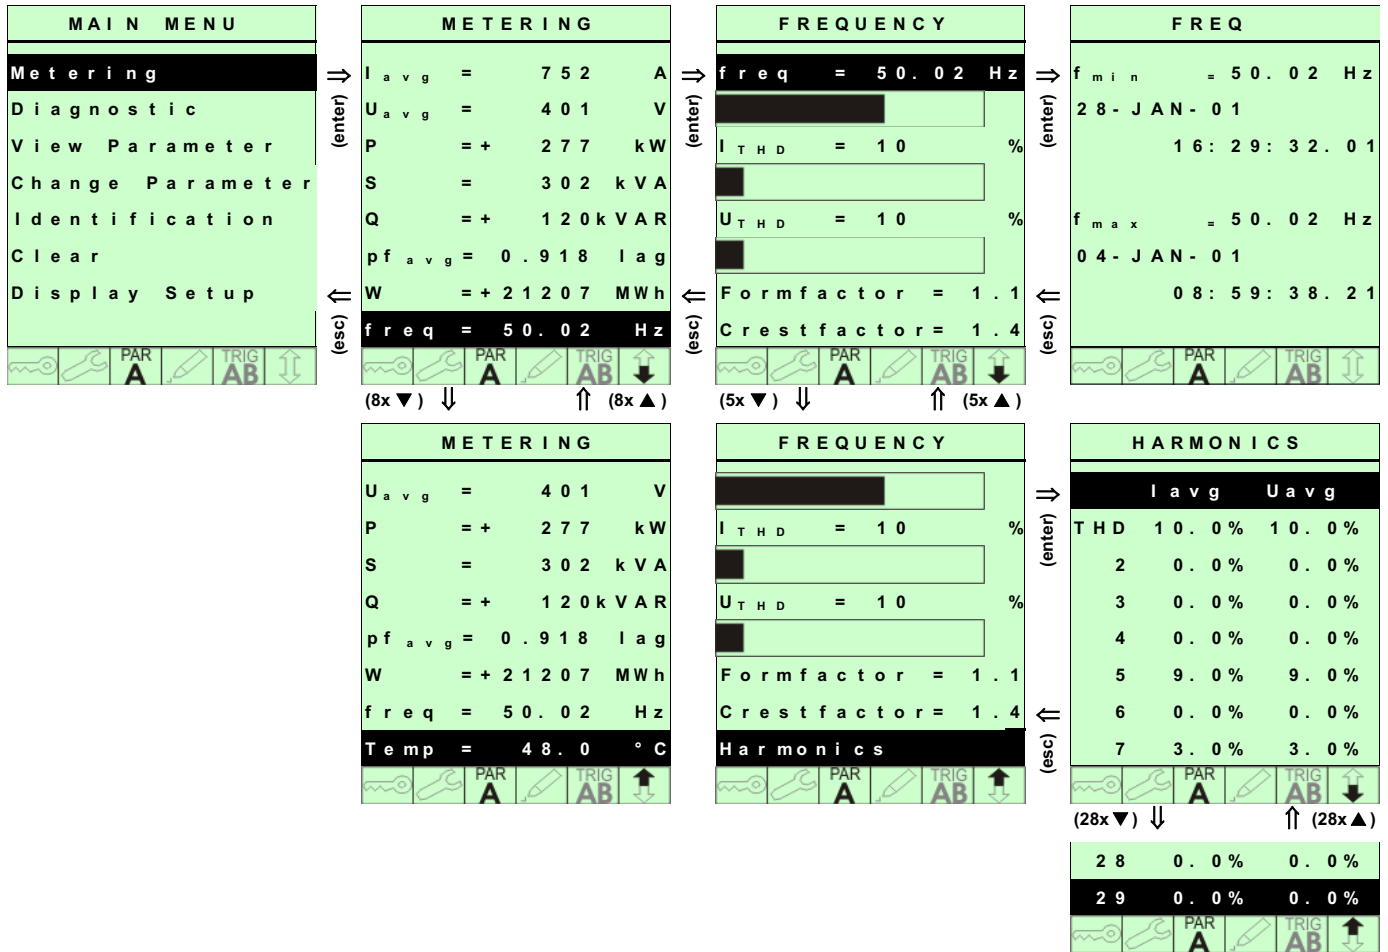 MAIN MENU
Metering
Diagnostic
View Parameter
Change Parameter
Identification
Clear
Display Setup
PAR
A
TRIG
AB
⇒
(enter)
⇐
(esc)
METERING
Iavg = 752 A
Uavg = 401 V
P =+ 277 kW
S = 302 kVA
Q =+ 120kVAR
pfavg= 0.918 lag
W =+21207 MWh
freq = 50.02 Hz
PAR
A
TRIG
AB
(8x ▼) ⇓ ⇑ (8x ▲)
⇒
(enter)
⇐
(esc)
FREQUENCY
freq = 50.02 Hz
ITHD = 10 %
UTHD = 10 %
Formfactor = 1.1
Crestfactor= 1.4
PAR
A
TRIG
AB
(5x ▼) ⇓ ⇑ (5x ▲)
⇒
(enter)
⇐
(esc)
FREQ
fmin = 50.02 Hz
28-JAN-01
16:29:32.01
fmax = 50.02 Hz
04-JAN-01
08:59:38.21
PAR
A
TRIG
AB
METERING
Uavg = 401 V
P =+ 277 kW
S = 302 kVA
Q =+ 120kVAR
pfavg= 0.918 lag
W =+21207 MWh
freq = 50.02 Hz
Temp = 48.0 °C
PAR
A
TRIG
AB
FREQUENCY
ITHD = 10 %
UTHD = 10 %
Formfactor = 1.1
Crestfactor= 1.4
Harmonics
PAR
A
TRIG
AB
⇒
(enter)
⇐
(esc)
HARMONICS
Iavg Uavg
THD 10.0% 10.0%
2 0.0% 0.0%
3 0.0% 0.0%
4 0.0% 0.0%
5 9.0% 9.0%
6 0.0% 0.0%
7 3.0% 3.0%
PAR
A
TRIG
AB
(28x▼) ⇓ ⇑ (28x▲)
28 0.0% 0.0%
29 0.0% 0.0%
PAR
A
TRIG
AB